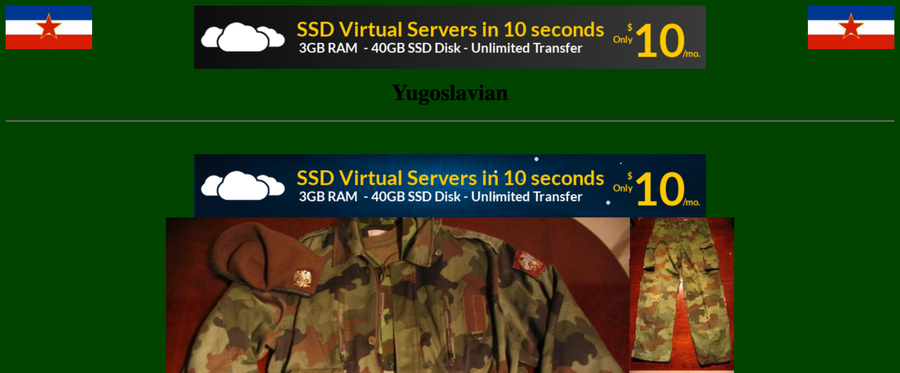 SSD Virtual Servers in 10 seconds
3GB RAM - 40GB SSD Disk - Unlimited Transfer
Only $10/mo.
Yugoslavian
SSD Virtual Servers in 10 seconds
3GB RAM - 40GB SSD Disk - Unlimited Transfer
Only $10/mo.